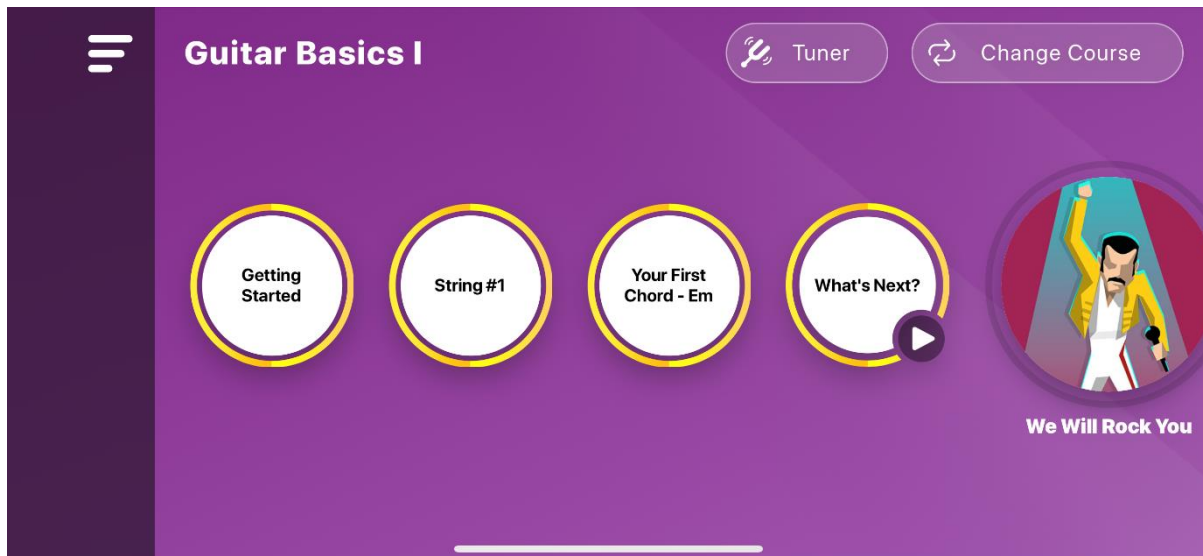 Guitar Basics I
Tuner
Change Course
Getting
Started
String #1
Your First
Chord - Em
What's Next?
We Will Rock You